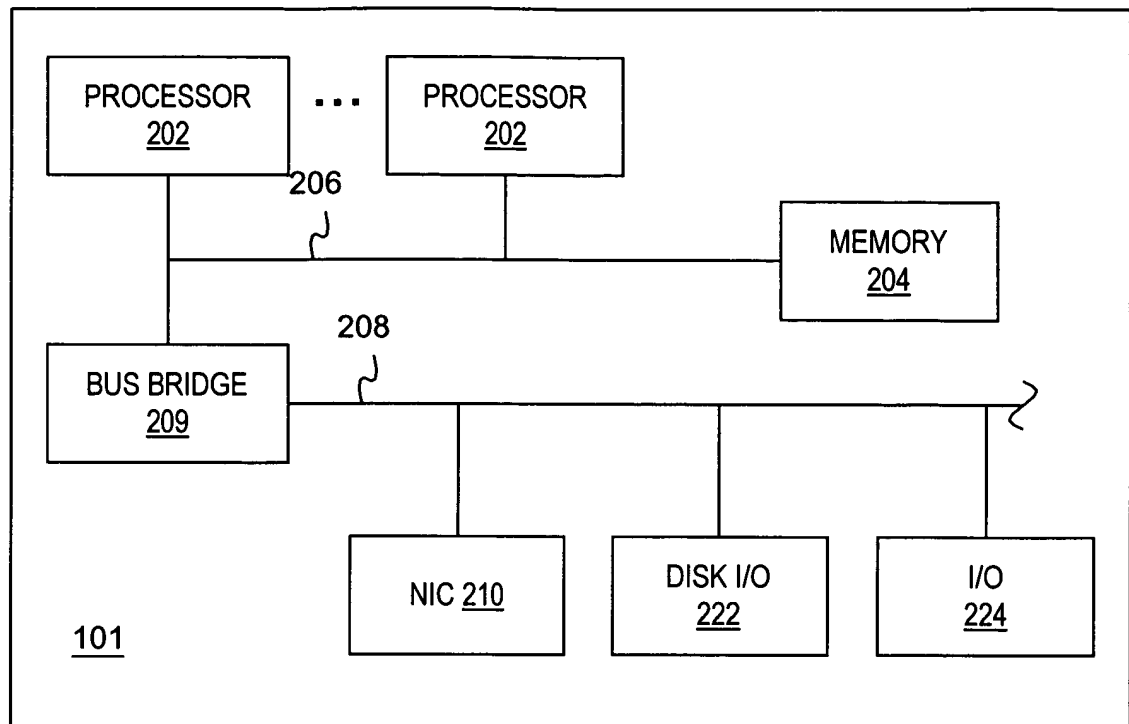 PROCESSOR
202
...
PROCESSOR
202
206
MEMORY
204
208
BUS BRIDGE
209
NIC 210
DISK I/O
222
I/O
224
101